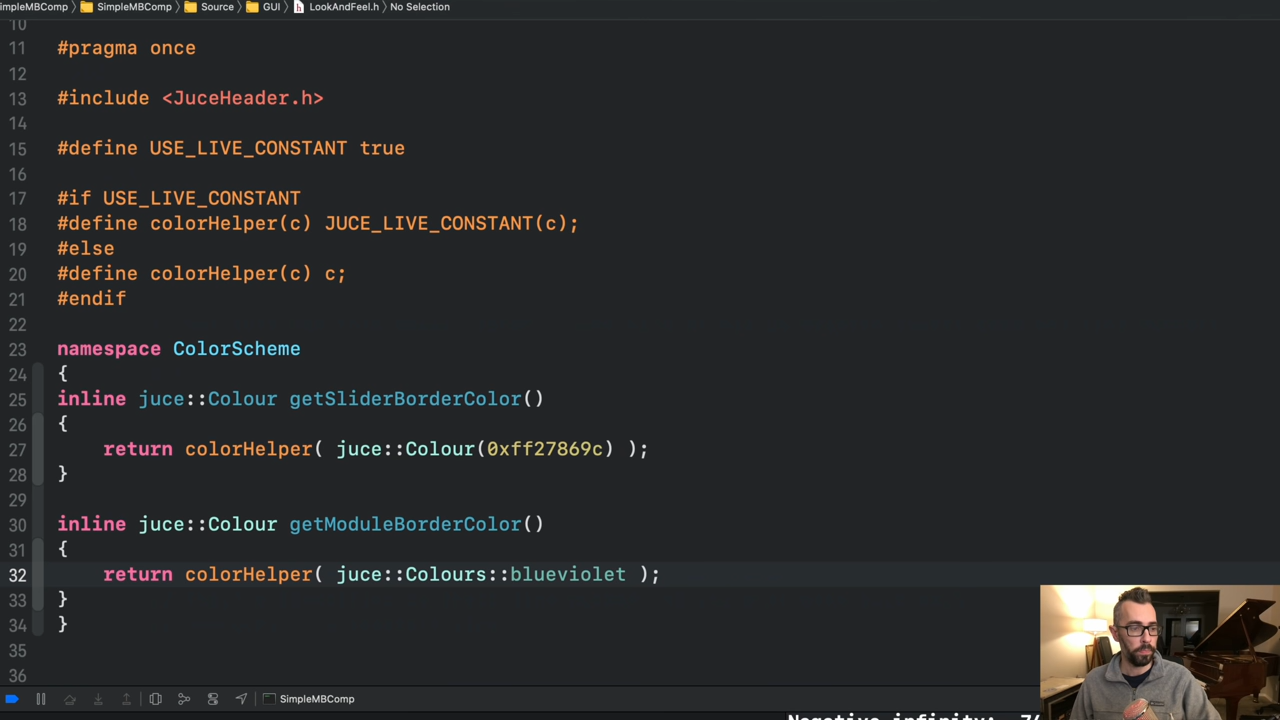 impleMBComp 〉 SimpleMBComp 〉 Source 〉 GUI 〉 h LookAndFeel.h 〉 No Selection
10
11 #pragma once
12
13 #include <JuceHeader.h>
14
15 #define USE_LIVE_CONSTANT true
16
17 #if USE_LIVE_CONSTANT
18 #define colorHelper(c) JUCE_LIVE_CONSTANT(c);
19 #else
20 #define colorHelper(c) c;
21 #endif
22
23 namespace ColorScheme
24 {
25 inline juce::Colour getSliderBorderColor()
26 {
27     return colorHelper( juce::Colour(0xff27869c) );
28 }
29
30 inline juce::Colour getModuleBorderColor()
31 {
32     return colorHelper( juce::Colours::blueviolet );
33 }
34 }
35
36
SimpleMBComp
Negative infinity: